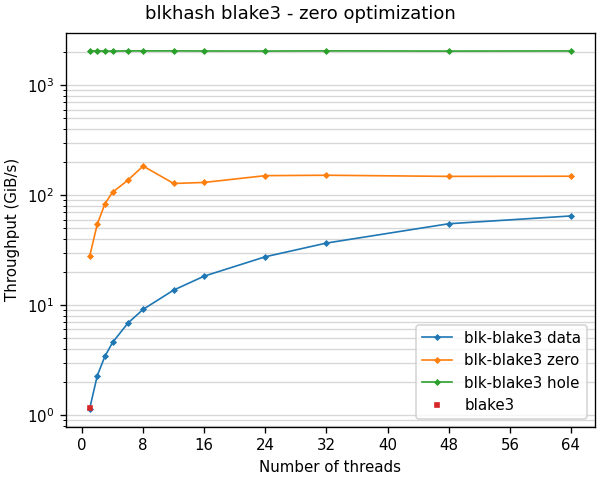 blkhash blake3 - zero optimization
Throughput (GiB/s)
10³
10²
10¹
10⁰
0 8 16 24 32 40 48 56 64
Number of threads
blk-blake3 data
blk-blake3 zero
blk-blake3 hole
blake3